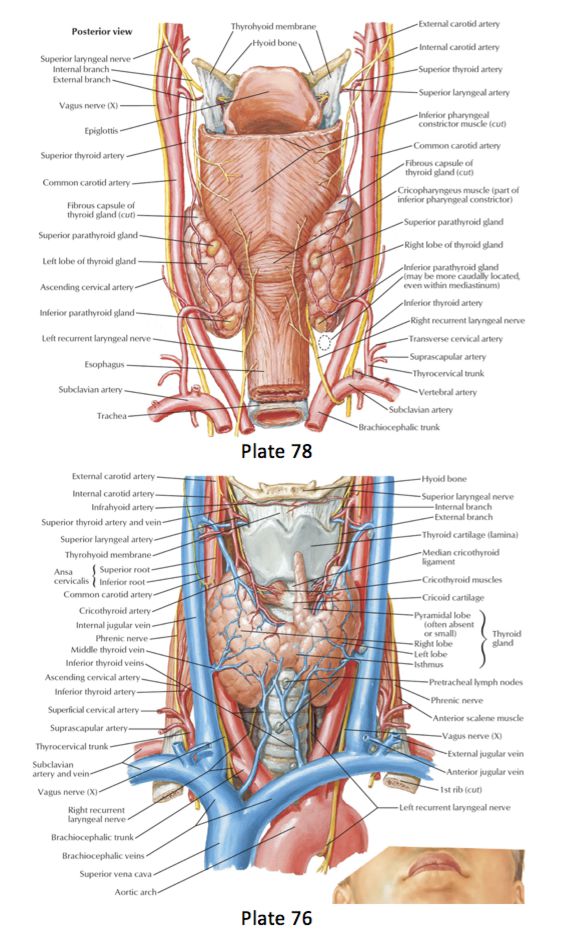 Posterior view
Superior laryngeal nerve
Internal branch
External branch
Vagus nerve (X)
Epiglottis
Superior thyroid artery
Common carotid artery
Fibrous capsule of
thyroid gland (cut)
Superior parathyroid gland
Left lobe of thyroid gland
Ascending cervical artery
Inferior parathyroid gland
Left recurrent laryngeal nerve
Esophagus
Subclavian artery
Trachea
Thyrohyoid membrane
Hyoid bone
External carotid artery
Internal carotid artery
Superior thyroid artery
Superior laryngeal artery
Inferior pharyngeal
constrictor muscle (cut)
Common carotid artery
Fibrous capsule of
thyroid gland (cut)
Cricopharyngeus muscle (part of
inferior pharyngeal constrictor)
Superior parathyroid gland
Right lobe of thyroid gland
Inferior parathyroid gland
(may be more caudally located,
even within mediastinum)
Inferior thyroid artery
Right recurrent laryngeal nerve
Transverse cervical artery
Suprascapular artery
Thyrocervical trunk
Vertebral artery
Subclavian artery
Brachiocephalic trunk
Plate 78
External carotid artery
Internal carotid artery
Infrahyoid artery
Superior thyroid artery and vein
Superior laryngeal artery
Thyrohyoid membrane
Ansa
cervicalis
Superior root
Inferior root
Common carotid artery
Cricothyroid artery
Internal jugular vein
Phrenic nerve
Middle thyroid vein
Inferior thyroid veins
Ascending cervical artery
Inferior thyroid artery
Superficial cervical artery
Suprascapular artery
Thyrocervical trunk
Subclavian
artery and vein
Vagus nerve (X)
Right recurrent
laryngeal nerve
Brachiocephalic trunk
Brachiocephalic veins
Superior vena cava
Aortic arch
Hyoid bone
Superior laryngeal nerve
Internal branch
External branch
Thyroid cartilage (lamina)
Median cricothyroid
ligament
Cricothyroid muscles
Cricoid cartilage
Pyramidal lobe
(often absent
or small)
Right lobe
Left lobe
Isthmus
Thyroid
gland
Pretracheal lymph nodes
Phrenic nerve
Anterior scalene muscle
Vagus nerve (X)
External jugular vein
Anterior jugular vein
1st rib (cut)
Left recurrent laryngeal nerve
Plate 76